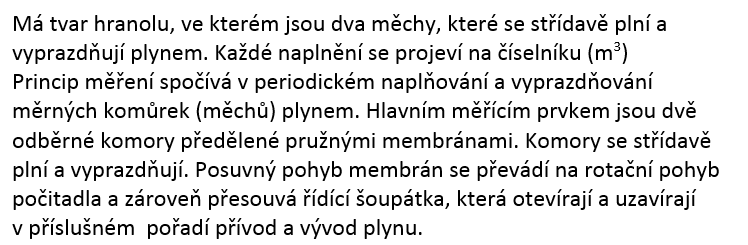 Má tvar hranolu, ve kterém jsou dva měchy, které se střídavě plní a
vyprazdňují plynem. Každé naplnění se projeví na číselníku (m³)
Princip měření spočívá v periodickém naplňování a vyprazdňování
měrných komůrek (měchů) plynem. Hlavním měřícím prvkem jsou dvě
odběrné komory předělené pružnými membránami. Komory se střídavě
plní a vyprazdňují. Posuvný pohyb membrán se převádí na rotační pohyb
počitadla a zároveň přesouvá řídící šoupátka, která otevírají a uzavírají
v příslušném  pořadí přívod a vývod plynu.